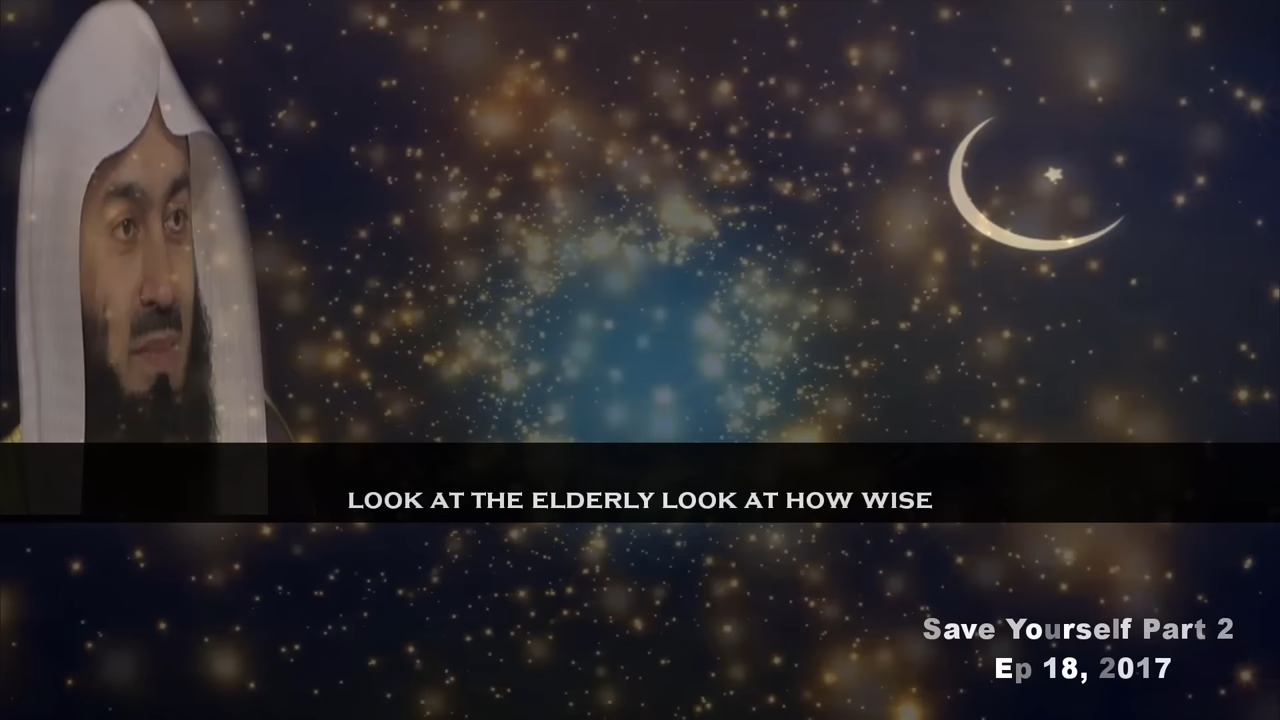 LOOK AT THE ELDERLY LOOK AT HOW WISE
Save Yourself Part 2
Ep 18, 2017